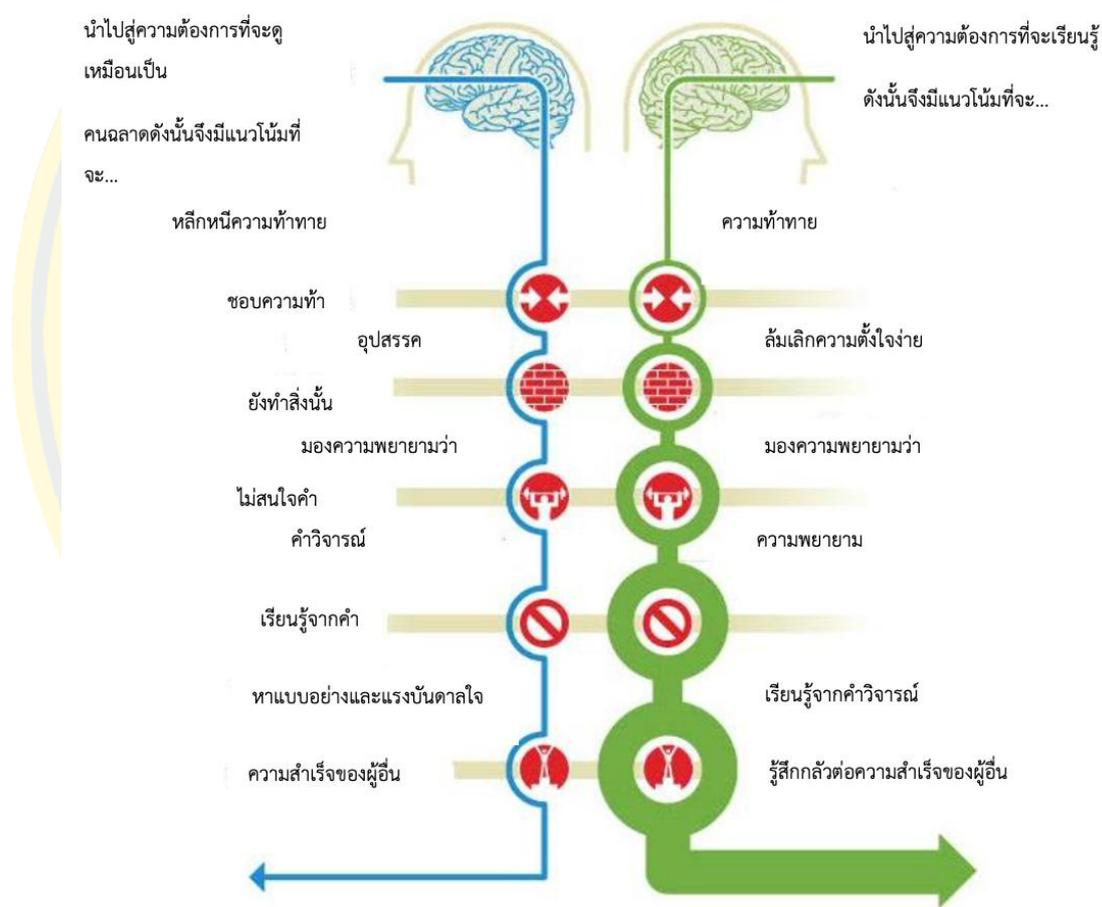 นำไปสู่ความต้องการที่จะดู
เหมือนเป็น
คนฉลาดดังนั้นจึงมีแนวโน้มที่
จะ...
นำไปสู่ความต้องการที่จะเรียนรู้
ดังนั้นจึงมีแนวโน้มที่จะ...
หลีกหนีความท้าทาย
ความท้าทาย
ชอบความท้า
อุปสรรค
ล้มเลิกความตั้งใจง่าย
ยังทำสิ่งนั้น
มองความพยายามว่า
มองความพยายามว่า
ไม่สนใจคำ
คำวิจารณ์
ความพยายาม
เรียนรู้จากคำ
หาแบบอย่างและแรงบันดาลใจ
เรียนรู้จากคำวิจารณ์
ความสำเร็จของผู้อื่น
รู้สึกกลัวต่อความสำเร็จของผู้อื่น